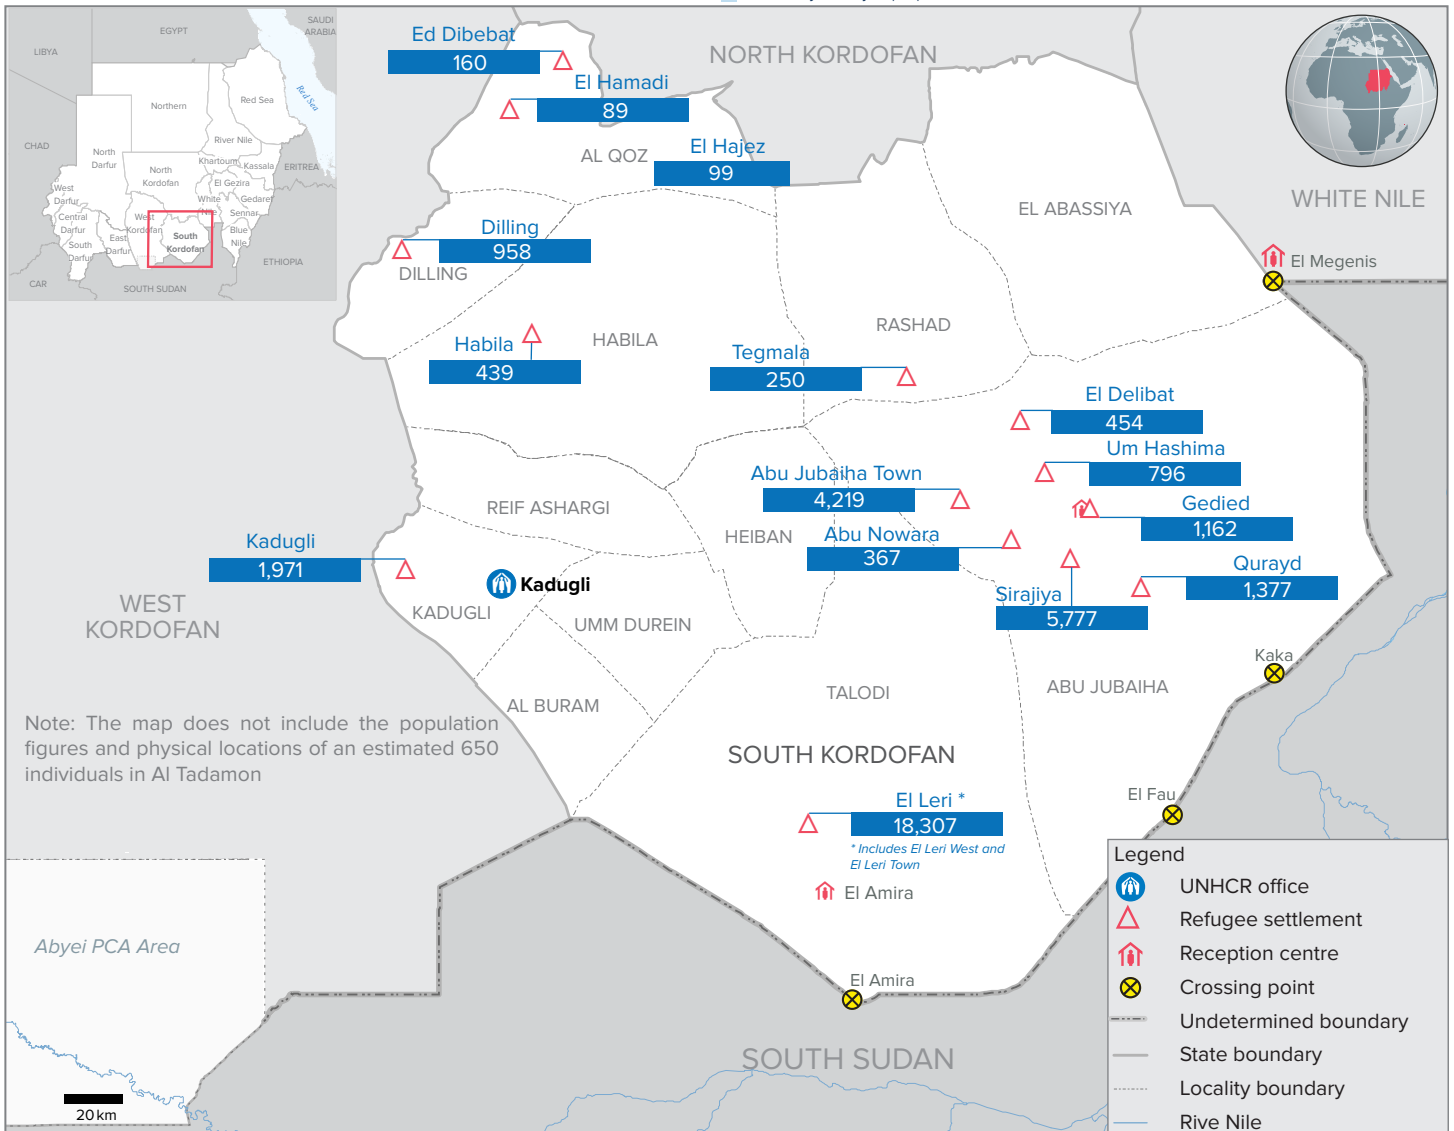 SAUDI
ARABIA
EGYPT
LIBYA
Red Sea
Northern
Red Sea
River Nile
CHAD
North
Darfur
Khartoum
Kassala
ERITREA
North
Kordofan
El Gezira
West
Darfur
White
Nile
Gedaref
Central
Darfur
West
Kordofan
Sennar
South
Kordofan
Blue
Nile
East
Darfur
South
Darfur
ETHIOPIA
CAR
SOUTH SUDAN
NORTH KORDOFAN
Ed Dibebat
160
El Hamadi
89
AL QOZ
El Hajez
99
WHITE NILE
EL ABASSIYA
Dilling
958
DILLING
El Megenis
RASHAD
HABILA
Habila
439
Tegmala
250
El Delibat
454
Um Hashima
796
Abu Jubaiha Town
4,219
REIF ASHARGI
Gedied
1,162
HEIBAN
Abu Nowara
367
Kadugli
1,971
Qurayd
1,377
Kadugli
Sirajiya
5,777
WEST
KORDOFAN
KADUGLI
UMM DUREIN
Kaka
ABU JUBAIHA
TALODI
AL BURAM
Note: The map does not include the population
figures and physical locations of an estimated 650
individuals in Al Tadamon
SOUTH KORDOFAN
El Fau
El Leri *
18,307
* Includes El Leri West and
El Leri Town
El Amira
Abyei PCA Area
El Amira
SOUTH SUDAN
20 km
Legend
UNHCR office
Refugee settlement
Reception centre
Crossing point
Undetermined boundary
State boundary
Locality boundary
Rive Nile